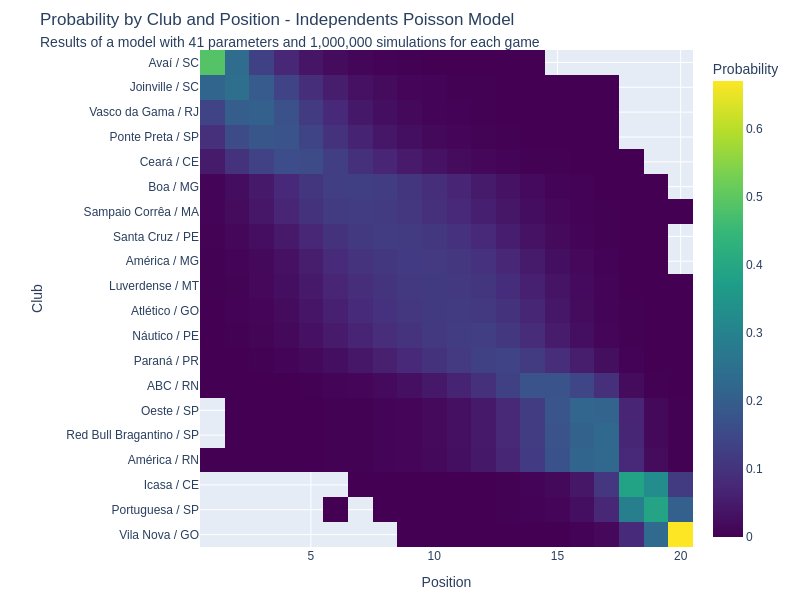 Probability by Club and Position - Independents Poisson Model
Results of a model with 41 parameters and 1,000,000 simulations for each game
Probability
Club
Avaí / SC
Joinville / SC
Vasco da Gama / RJ
Ponte Preta / SP
Ceará / CE
Boa / MG
Sampaio Corrêa / MA
Santa Cruz / PE
América / MG
Luverdense / MT
Atlético / GO
Náutico / PE
Paraná / PR
ABC / RN
Oeste / SP
Red Bull Bragantino / SP
América / RN
Icasa / CE
Portuguesa / SP
Vila Nova / GO
0.6
0.5
0.4
0.3
0.2
0.1
0
5
10
15
20
Position